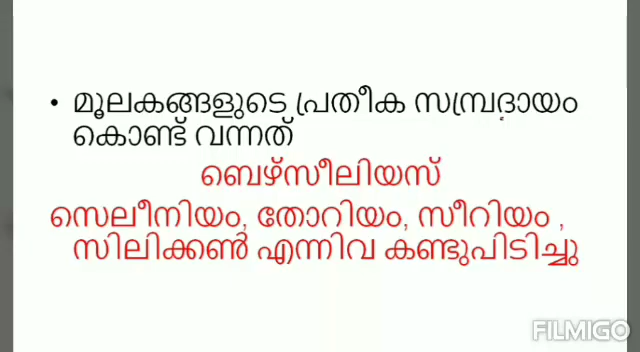 • മൂലകങ്ങളുടെ പ്രതീക സമ്പ്രദായം
കൊണ്ട് വന്നത്
ബെഴ്സീലിയസ്
സെലീനിയം, തോറിയം, സീറിയം ,
സിലിക്കൺ എന്നിവ കണ്ടുപിടിച്ചു
FILMIGO